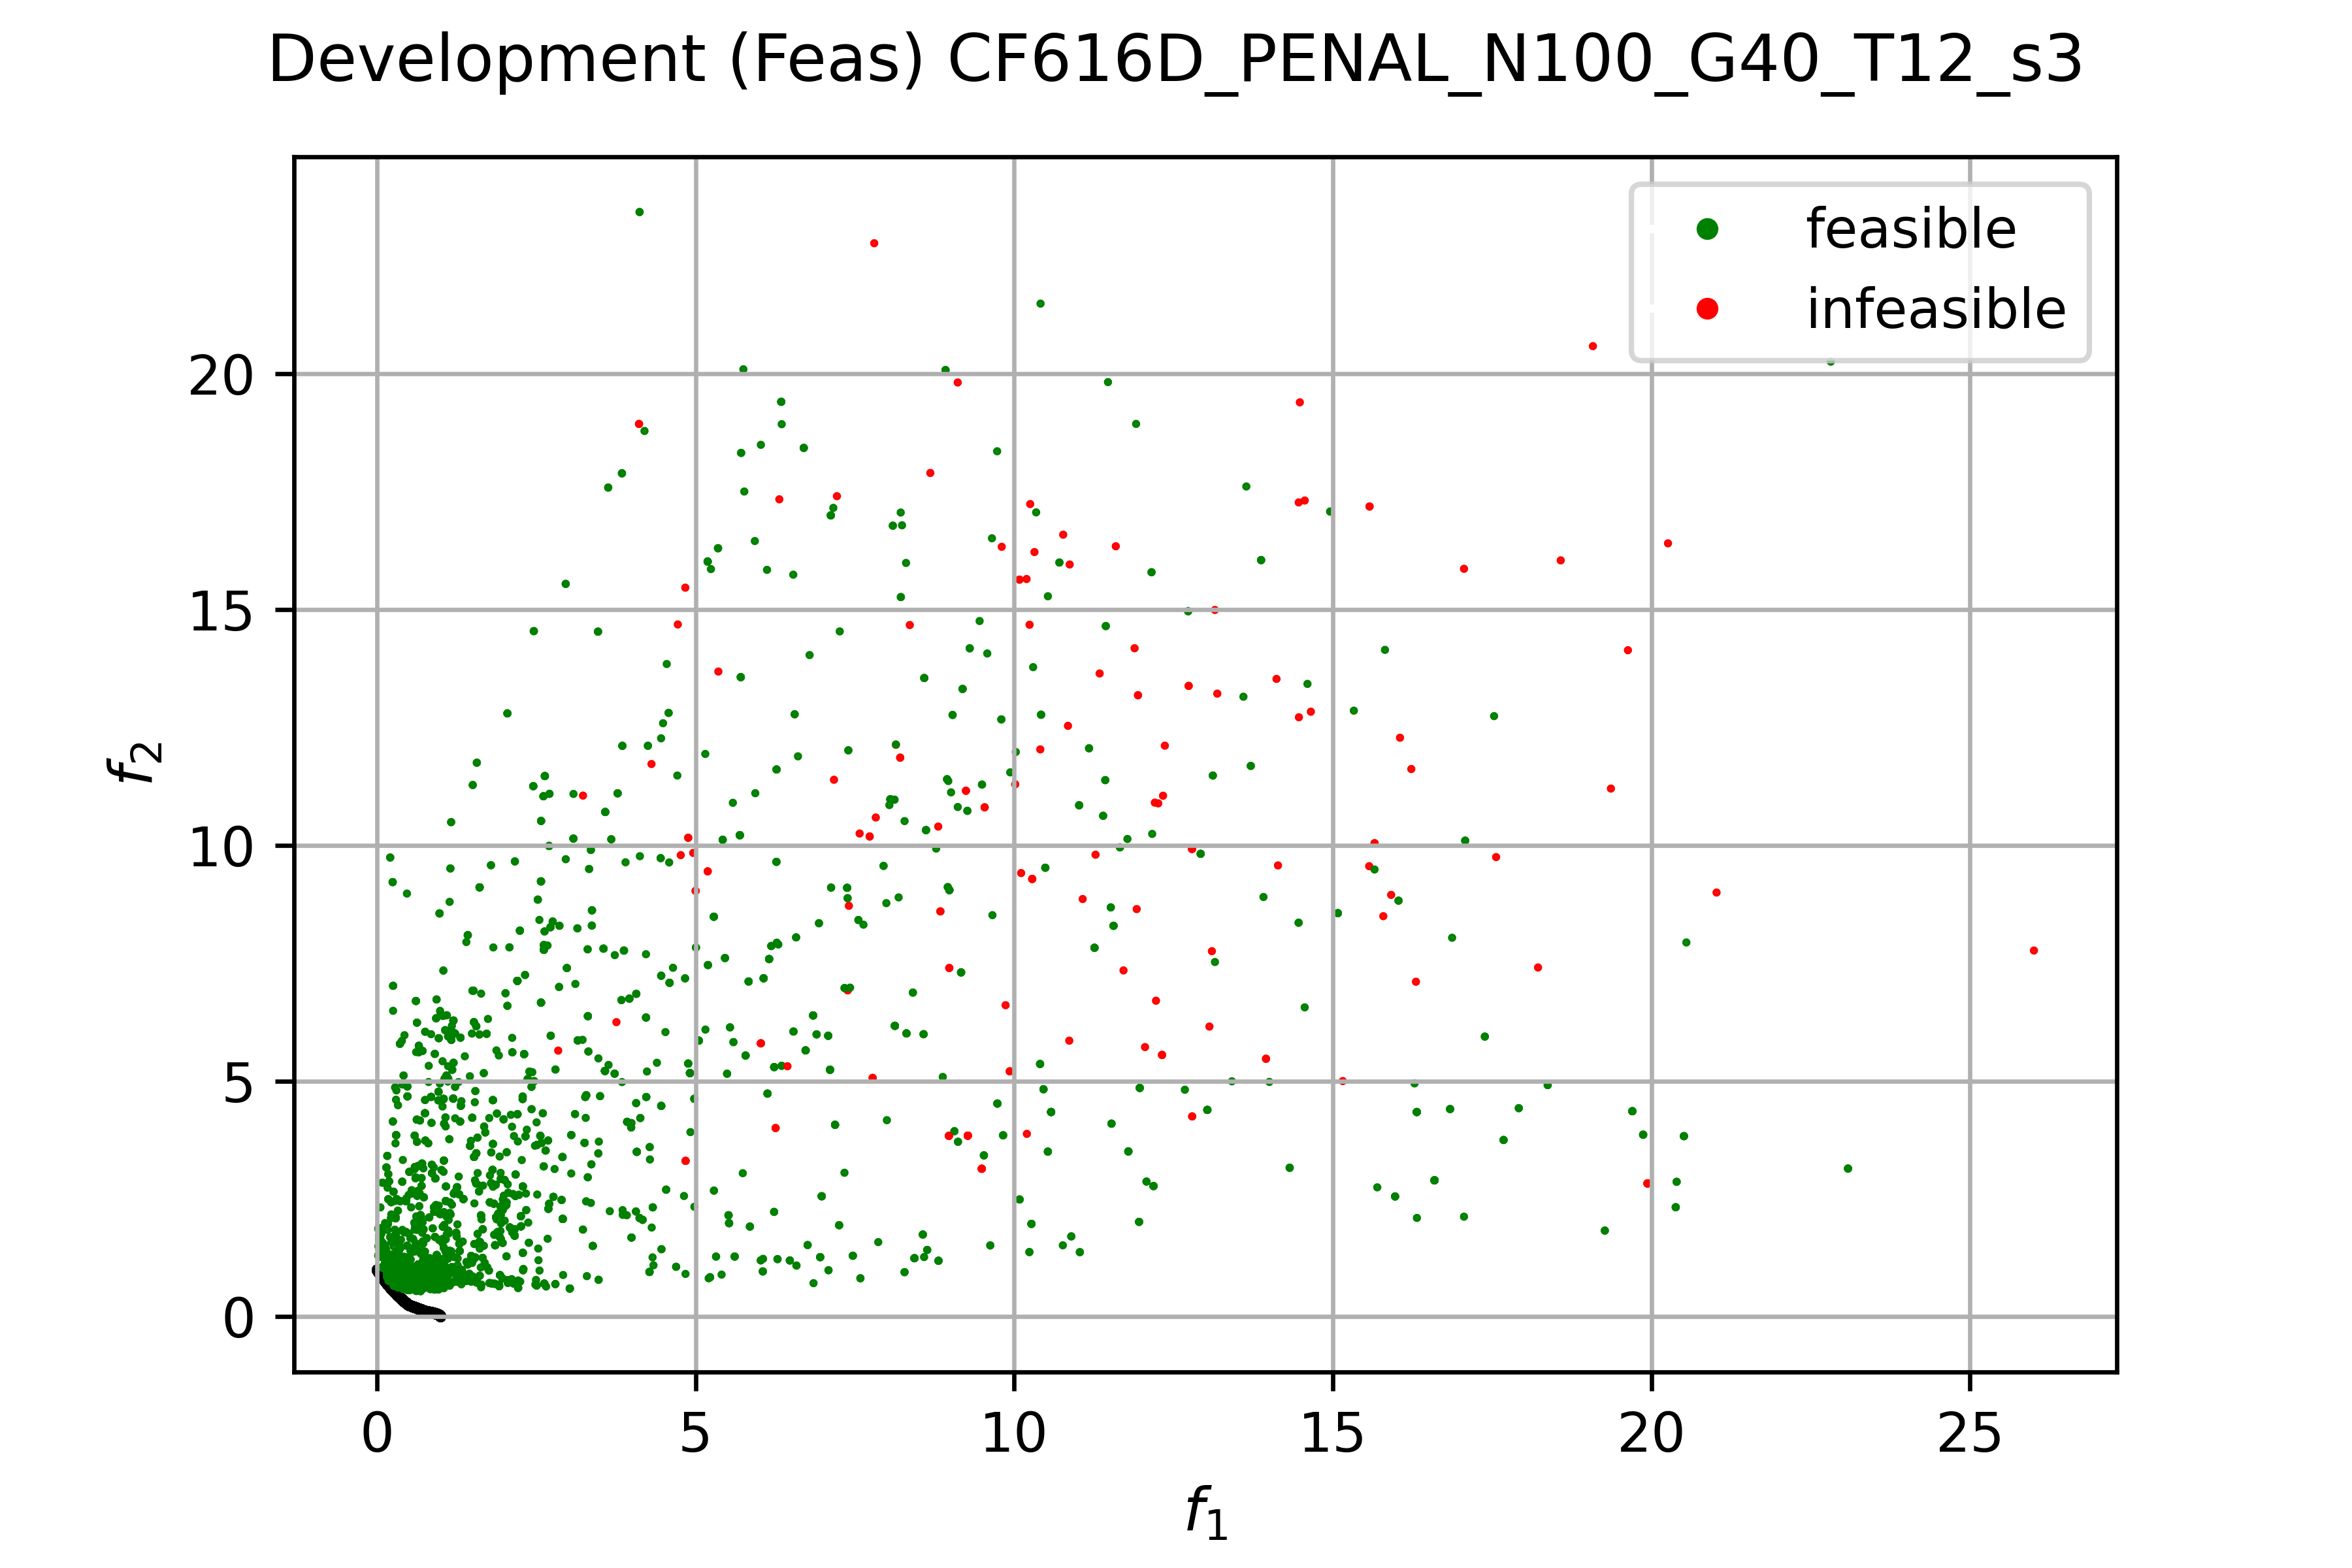 Development (Feas) CF616D_PENAL_N100_G40_T12_s3
feasible
infeasible
20
15
10
5
0
f2
0 5 10 15 20 25
f1